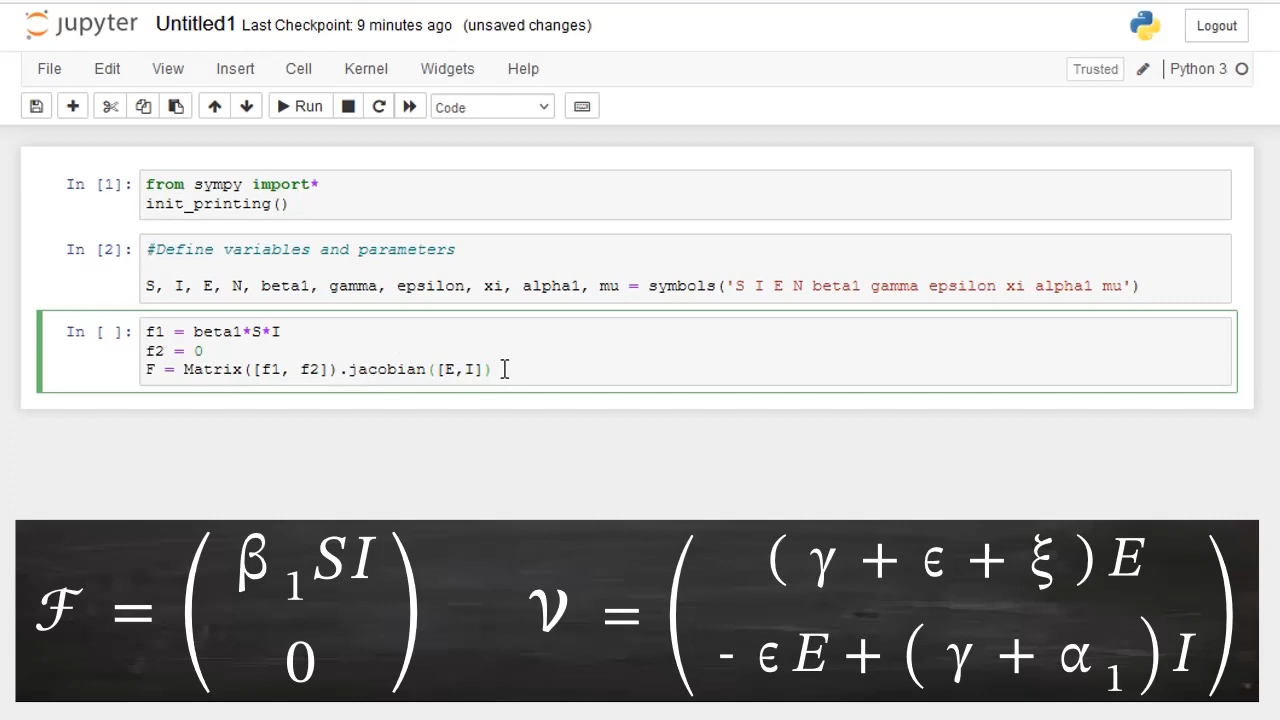 jupyter Untitled1 Last Checkpoint: 9 minutes ago (unsaved changes) Logout
File Edit View Insert Cell Kernel Widgets Help Trusted Python 3
Run Code
In [1]: from sympy import*
init_printing()
In [2]: #Define variables and parameters
S, I, E, N, beta1, gamma, epsilon, xi, alpha1, mu = symbols('S I E N beta1 gamma epsilon xi alpha1 mu')
In [ ]: f1 = beta1*S*I
f2 = 0
F = Matrix([f1, f2]).jacobian([E,I])
ℱ = ( β₁SI
0 )
𝒱 = ( (γ + ϵ + ξ)E
- ϵE + (γ + α₁)I )